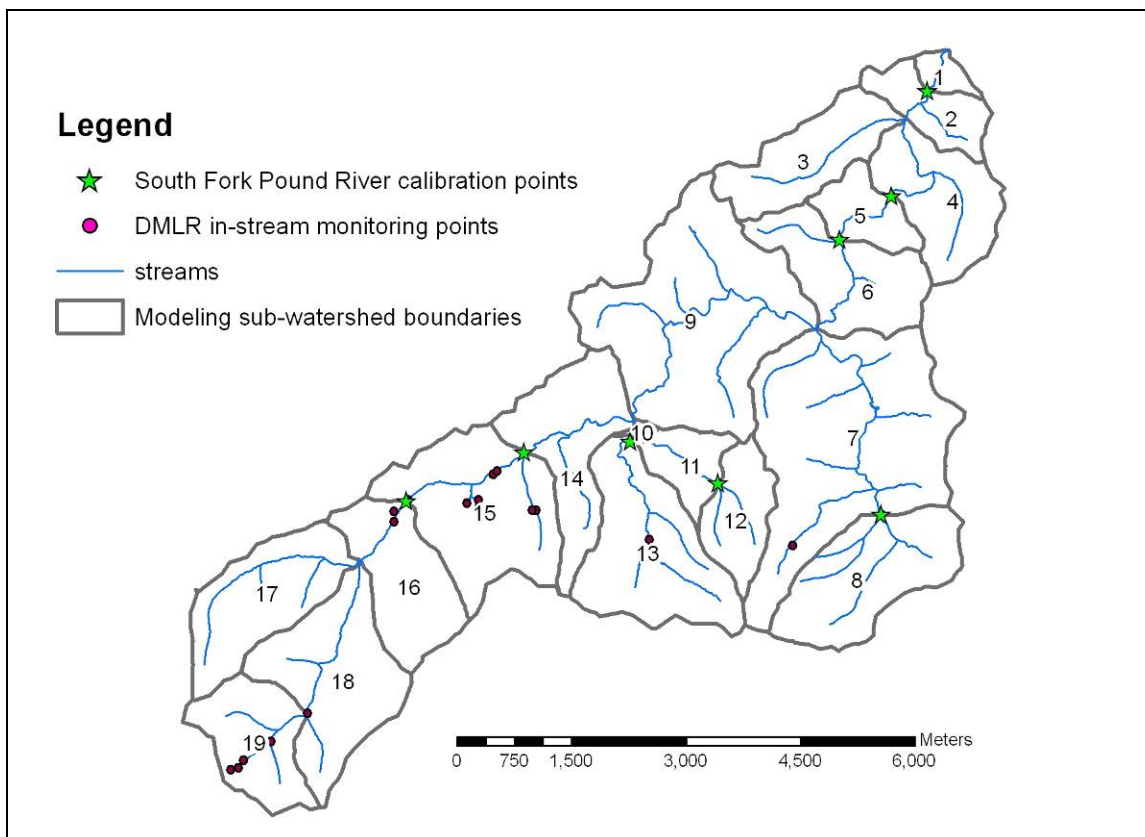 Legend
South Fork Pound River calibration points
DMLR in-stream monitoring points
streams
Modeling sub-watershed boundaries
1
2
3
4
5
6
9
7
10
11
14
12
15
13
8
16
17
18
19
Meters
0 750 1,500 3,000 4,500 6,000